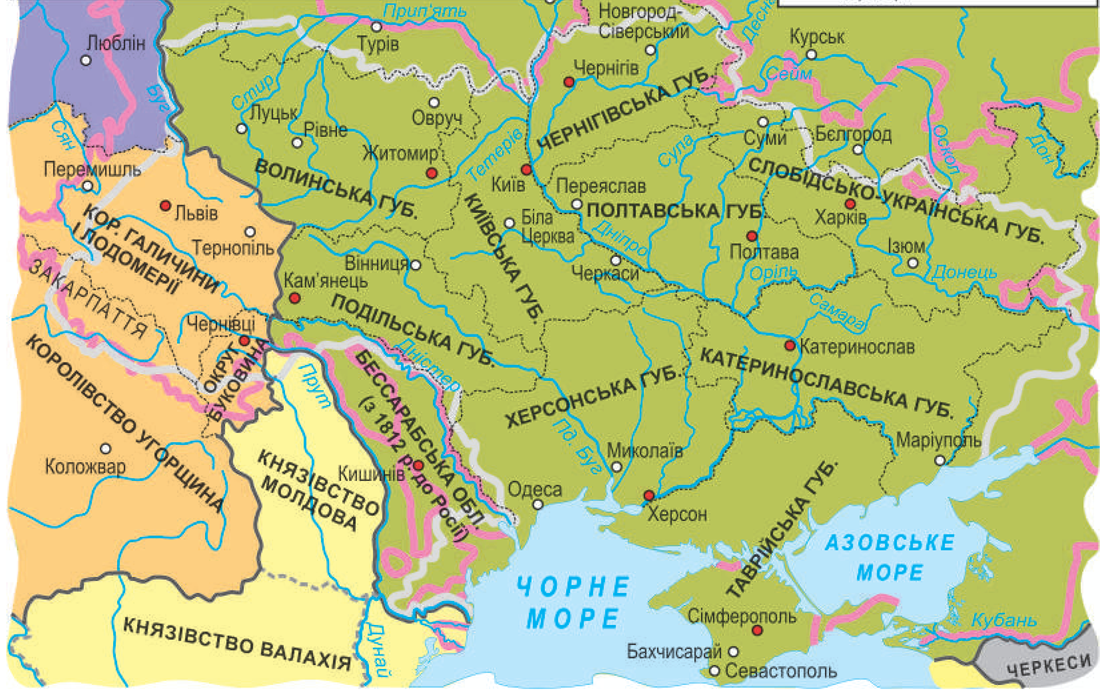 Прип'ять
Новгород-
Сіверський
Десна
Турів
Курськ
Люблін
Чернігів
Сейм
Буг
Стир
ЧЕРНІГІВСЬКА ГУБ.
Луцьк
Овруч
Рівне
Суми
Бєлгород
Оскол
Дон
Сян
Житомир
Тетерів
Сула
Перемишль
ВОЛИНСЬКА ГУБ.
Київ
Переяслав
СЛОБІДСЬКО-УКРАЇНСЬКА ГУБ.
Львів
ПОЛТАВСЬКА ГУБ.
Харків
КОР. ГАЛИЧИНИ
І ЛОДОМЕРІЇ
Тернопіль
КИЇВСЬКА ГУБ.
Біла
Церква
Дніпро
Полтава
Ізюм
Вінниця
Черкаси
Оріль
Донець
ЗАКАРПАТТЯ
Кам'янець
ПОДІЛЬСЬКА ГУБ.
Самара
Чернівці
ОКРУГ
БУКОВИНА
Дністер
Катеринослав
КАТЕРИНОСЛАВСЬКА ГУБ.
КОРОЛІВСТВО УГОРЩИНА
Прут
БЕССАРАБСЬКА ОБЛ.
(з 1812 р. до Росії)
ХЕРСОНСЬКА ГУБ.
Пд. Буг
Коложвар
КНЯЗІВСТВО
МОЛДОВА
Кишинів
Миколаїв
Маріуполь
Одеса
Херсон
ТАВРІЙСЬКА ГУБ.
АЗОВСЬКЕ
МОРЕ
ЧОРНЕ
МОРЕ
КНЯЗІВСТВО ВАЛАХІЯ
Дунай
Сімферополь
Кубань
Бахчисарай
Севастополь
ЧЕРКЕСИ